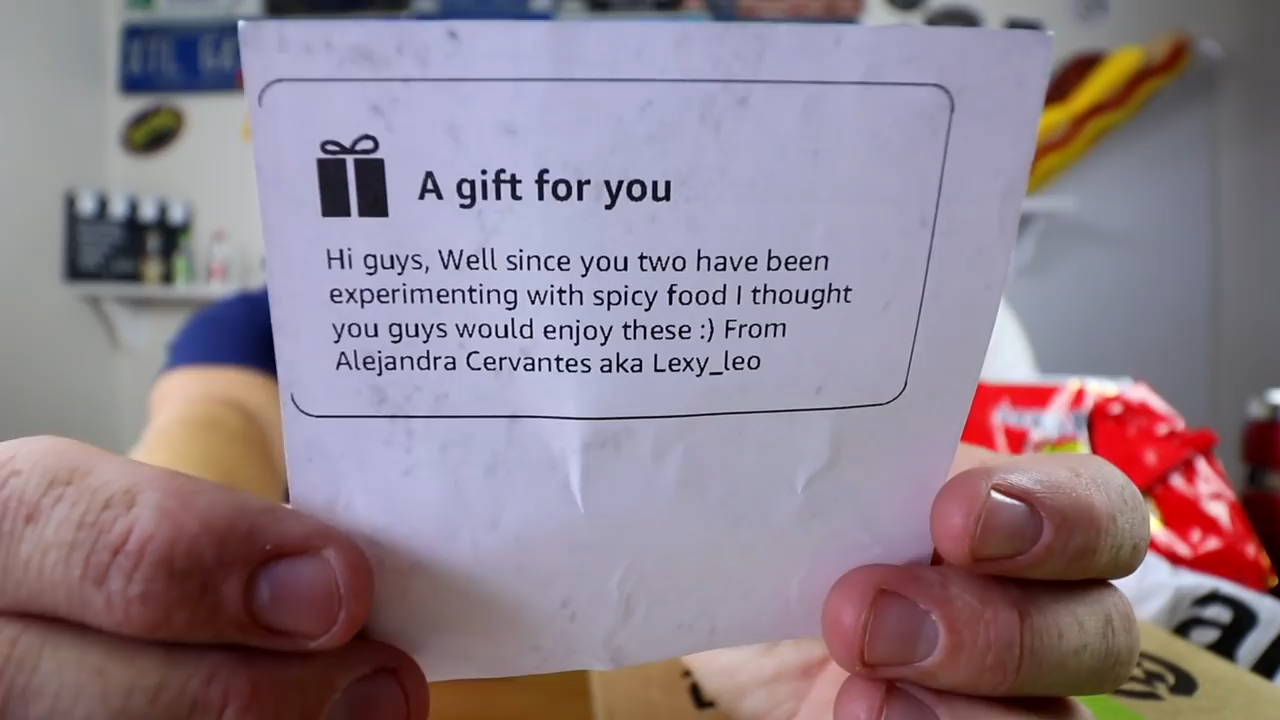 A gift for you
Hi guys, Well since you two have been
experimenting with spicy food I thought
you guys would enjoy these :) From
Alejandra Cervantes aka Lexy_leo